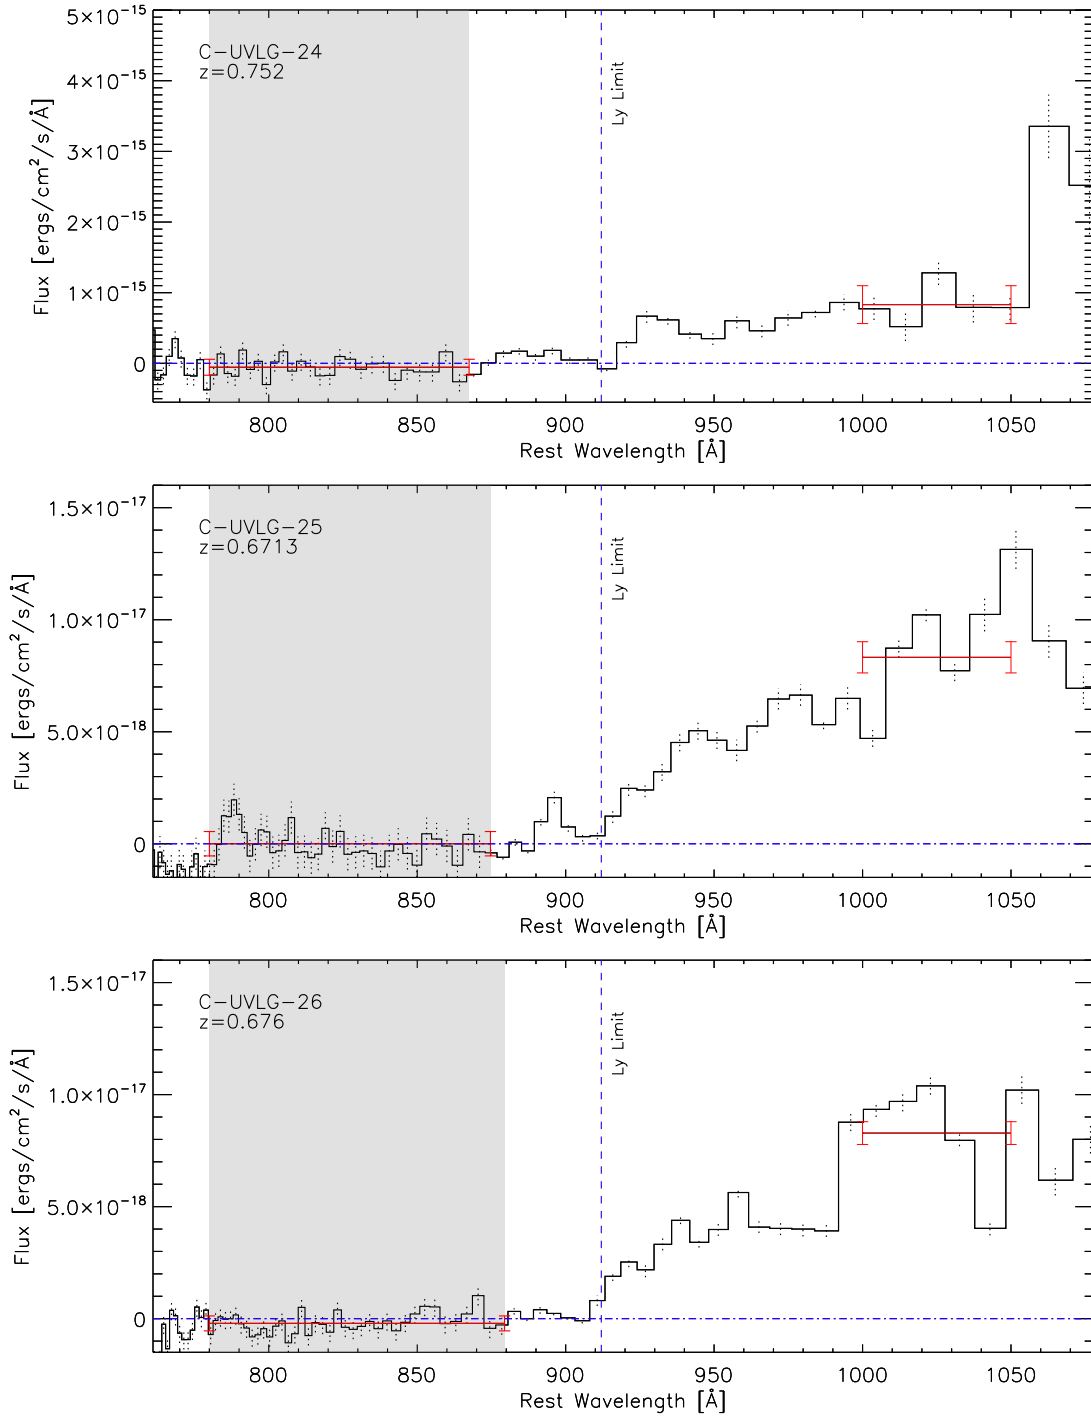 5×10⁻¹⁵
4×10⁻¹⁵
3×10⁻¹⁵
2×10⁻¹⁵
1×10⁻¹⁵
0
Flux [ergs/cm²/s/Å]
C-UVLG-24
z=0.752
Ly Limit
800 850 900 950 1000 1050
Rest Wavelength [Å]
1.5×10⁻¹⁷
1.0×10⁻¹⁷
5.0×10⁻¹⁸
0
Flux [ergs/cm²/s/Å]
C-UVLG-25
z=0.6713
Ly Limit
800 850 900 950 1000 1050
Rest Wavelength [Å]
1.5×10⁻¹⁷
1.0×10⁻¹⁷
5.0×10⁻¹⁸
0
Flux [ergs/cm²/s/Å]
C-UVLG-26
z=0.676
Ly Limit
800 850 900 950 1000 1050
Rest Wavelength [Å]